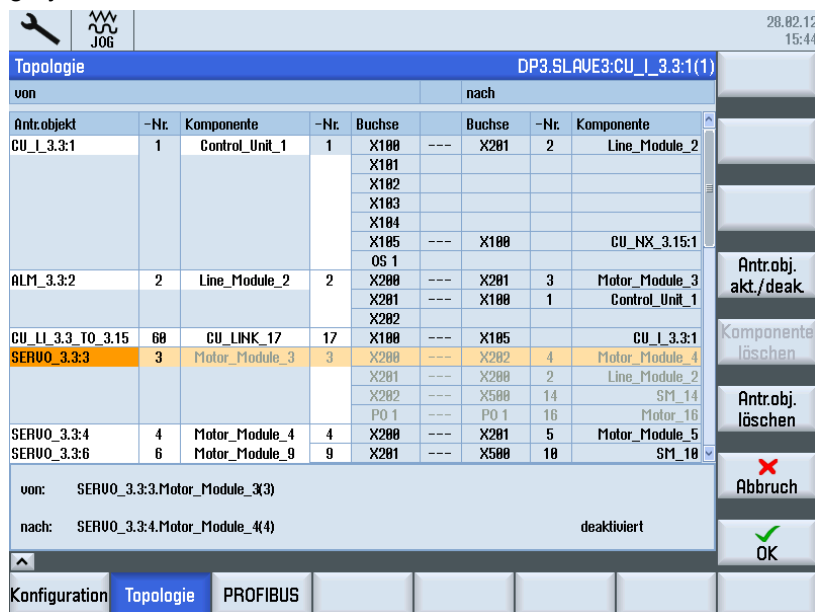 28.02.12
15:44
JOG
Topologie DP3.SLAVE3:CU_I_3.3:1(1)
von nach
Antr.objekt -Nr. Komponente -Nr. Buchse Buchse -Nr. Komponente
CU_I_3.3:1 1 Control_Unit_1 1 X100 --- X201 2 Line_Module_2
X101
X102
X103
X104
X105 --- X100 CU_NX_3.15:1
OS 1
ALM_3.3:2 2 Line_Module_2 2 X200 --- X201 3 Motor_Module_3
X201 --- X100 1 Control_Unit_1
X202
CU_LI_3.3_TO_3.15 60 CU_LINK_17 17 X100 --- X105 CU_I_3.3:1
SERVO_3.3:3 3 Motor_Module_3 3 X200 --- X202 4 Motor_Module_4
X201 --- X200 2 Line_Module_2
X202 --- X500 14 SM_14
PO 1 --- PO 1 16 Motor_16
SERVO_3.3:4 4 Motor_Module_4 4 X200 --- X201 5 Motor_Module_5
SERVO_3.3:6 6 Motor_Module_9 9 X201 --- X500 10 SM_10
von: SERVO_3.3:3.Motor_Module_3(3)
nach: SERVO_3.3:4.Motor_Module_4(4) deaktiviert
Antr.obj.
akt./deak.
Komponente
löschen
Antr.obj.
löschen
Abbruch
OK
Konfiguration Topologie PROFIBUS